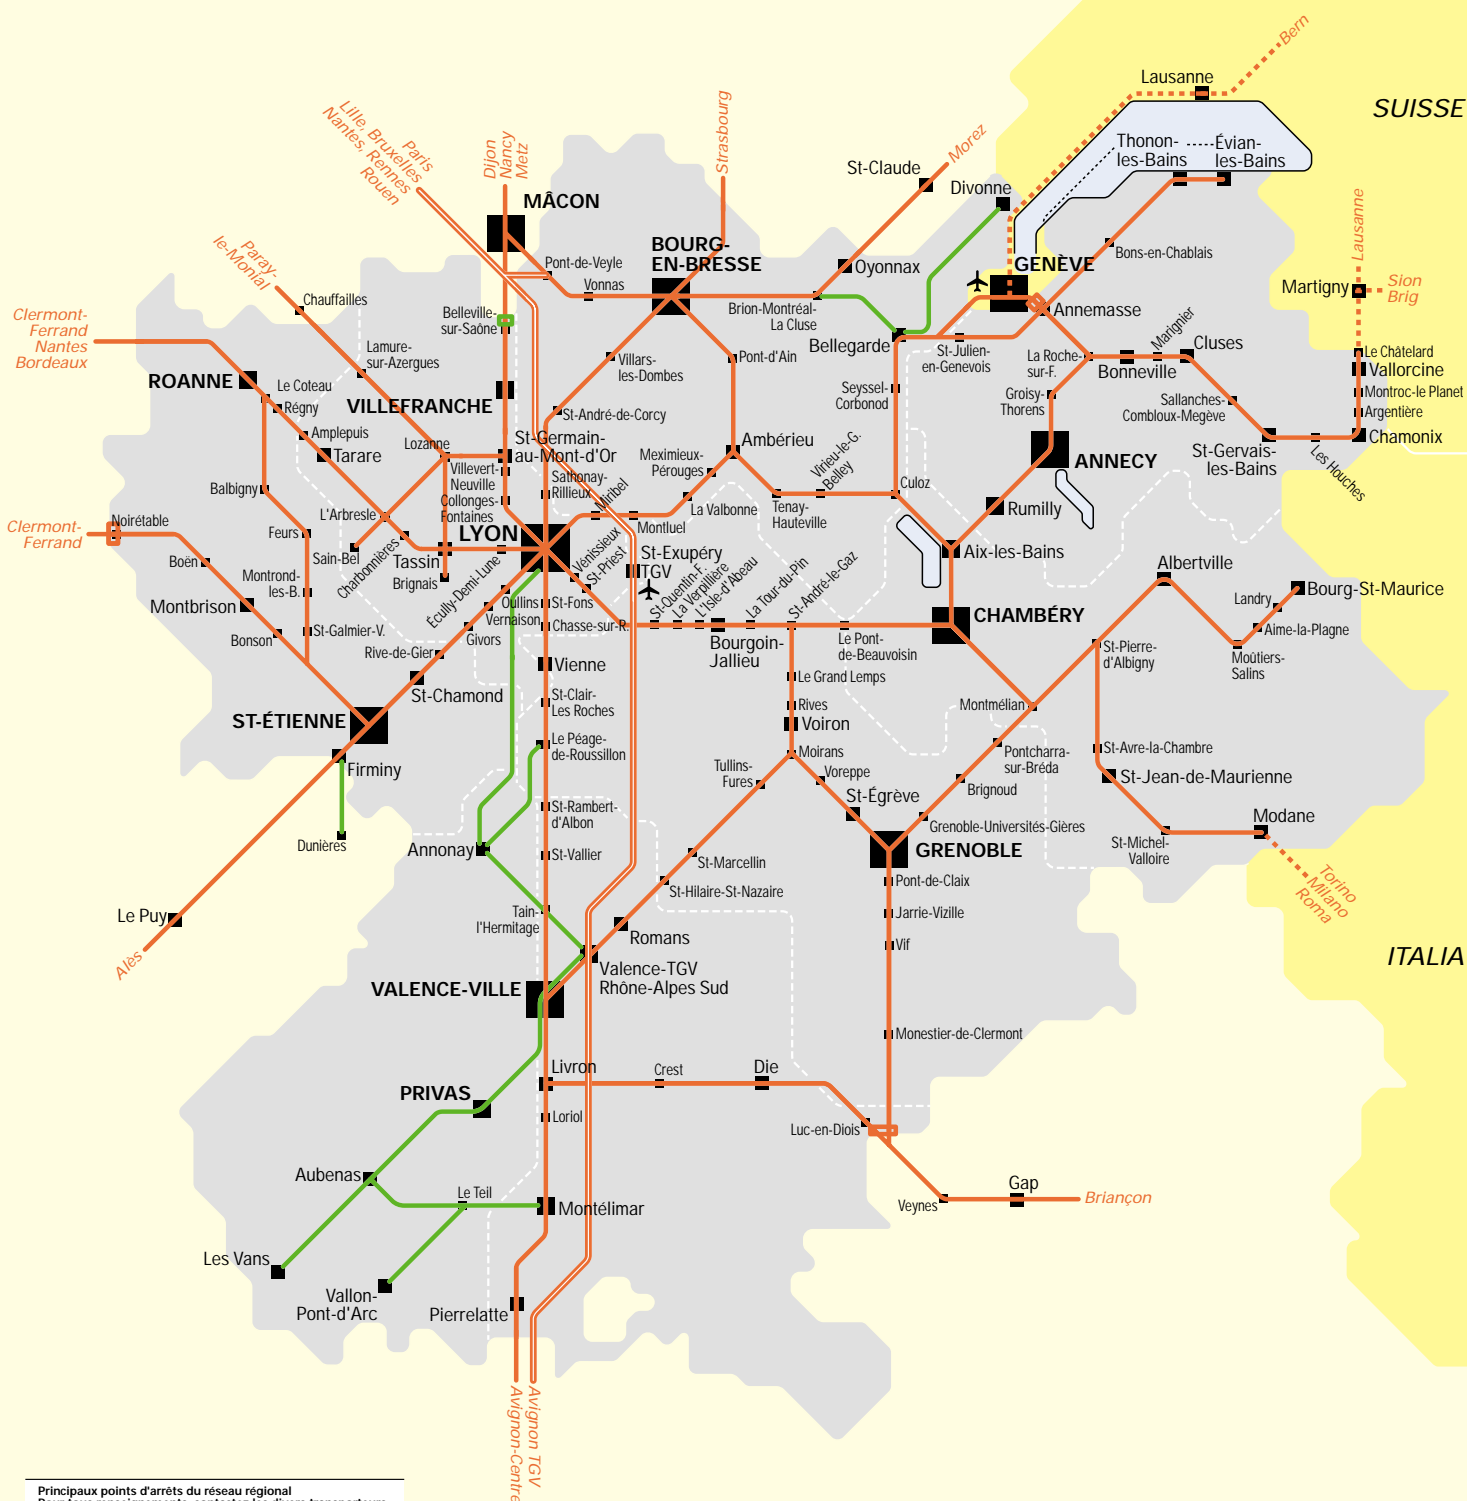 Bern
Lausanne
SUISSE
Paris
Lille, Bruxelles
Nantes, Rennes
Rouen
Dijon
Nancy
Metz
Strasbourg
Morez
St-Claude
Divonne
Thonon-
les-Bains
Évian-
les-Bains
MÂCON
Paray-
le-Monial
Pont-de-Veyle
Vonnas
BOURG-
EN-BRESSE
Oyonnax
Brion-Montréal-
La Cluse
GENÈVE
Bons-en-Chablais
Lausanne
Martigny
Sion
Brig
Chauffailles
Clermont-
Ferrand
Nantes
Bordeaux
Belleville-
sur-Saône
Annemasse
Bellegarde
St-Julien-
en-Genevois
La Roche-
sur-F.
Bonneville
Marignier
Cluses
Le Châtelard
Vallorcine
Montroc-le Planet
Argentière
Chamonix
Lamure-
sur-Azergues
ROANNE
Le Coteau
Régny
VILLEFRANCHE
Villars-
les-Dombes
Pont-d'Ain
Seyssel-
Corbonod
Groisy-
Thorens
Sallanches-
Combloux-Megève
St-Gervais-
les-Bains
Les Houches
Amplepuis
Tarare
Lozanne
St-André-de-Corcy
St-Germain-
au-Mont-d'Or
Ambérieu
Virieu-le-G.
Belley
ANNECY
Balbigny
Villevert-
Neuville
Collonges-
Fontaines
Sathonay-
Rillieux
Miribel
Meximieux-
Pérouges
La Valbonne
Montluel
Tenay-
Hauteville
Culoz
Rumilly
Clermont-
Ferrand
Noirétable
Feurs
L'Arbresle
Sain-Bel
Charbonnières
Tassin
Brignais
LYON
Écully-Demi-Lune
Vénissieux
St-Priest
St-Exupéry
TGV
Aix-les-Bains
Albertville
Boën
Montrond-
les-B.
Montbrison
Bonson
St-Galmier-V.
Oullins
Vernaison
St-Fons
Chasse-sur-R.
Givors
Rive-de-Gier
St-Quentin-F.
La Verpillière
L'Isle-d'Abeau
Bourgoin-
Jallieu
La Tour-du-Pin
St-André-le-Gaz
Le Pont-
de-Beauvoisin
CHAMBÉRY
Landry
Bourg-St-Maurice
Aime-la-Plagne
Moûtiers-
Salins
St-Pierre-
d'Albigny
Vienne
St-Chamond
Le Grand Lemps
Rives
Voiron
Montmélian
ST-ÉTIENNE
St-Clair-
Les Roches
Le Péage-
de-Roussillon
Moirans
Voreppe
Tullins-
Fures
St-Égrève
Pontcharra-
sur-Bréda
Brignoud
St-Avre-la-Chambre
St-Jean-de-Maurienne
Firminy
Dunières
St-Rambert-
d'Albon
Grenoble-Universités-Gières
GRENOBLE
St-Michel-
Valloire
Modane
Torino
Milano
Roma
Annonay
St-Vallier
St-Marcellin
St-Hilaire-St-Nazaire
Pont-de-Claix
Jarrie-Vizille
Vif
Le Puy
Alès
Tain-
l'Hermitage
Romans
Valence-TGV
Rhône-Alpes Sud
VALENCE-VILLE
ITALIA
Monestier-de-Clermont
Livron
Crest
Die
PRIVAS
Loriol
Luc-en-Diois
Aubenas
Le Teil
Montélimar
Veynes
Gap
Briançon
Les Vans
Vallon-
Pont-d'Arc
Pierrelatte
Avignon-Centre
Avignon TGV
Principaux points d'arrêts du réseau régional
Pour tous renseignements, contactez les divers transporteurs